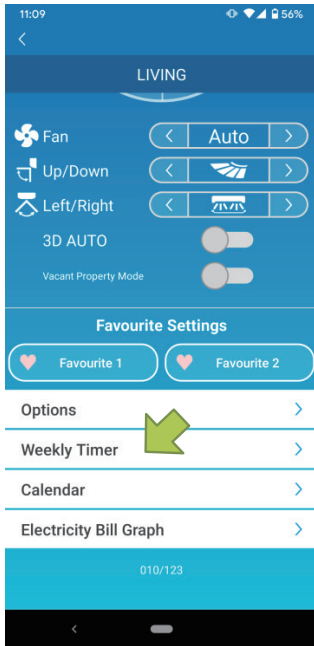 11:09 56%
LIVING
Fan Auto
Up/Down
Left/Right
3D AUTO
Vacant Property Mode
Favourite Settings
Favourite 1 Favourite 2
Options
Weekly Timer
Calendar
Electricity Bill Graph
010/123